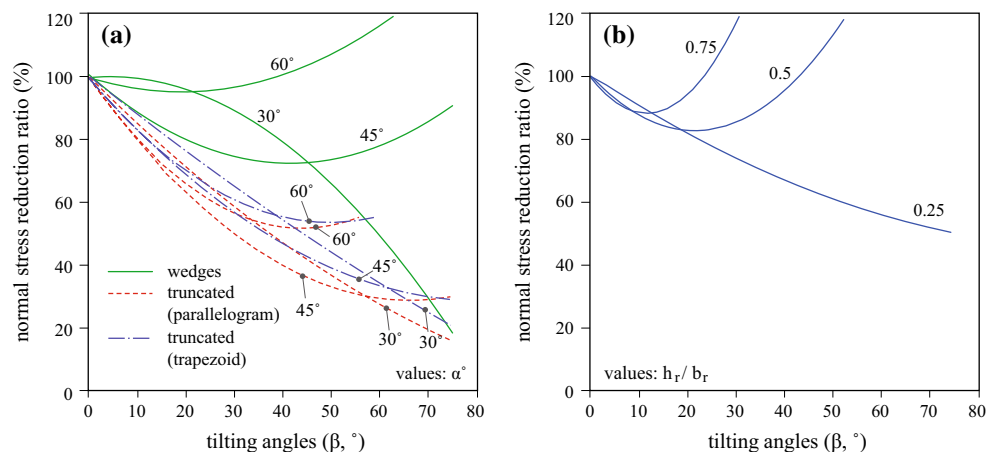 (a)
normal stress reduction ratio (%)
120
100
80
60
40
20
0
60˚
30˚
45˚
60˚
60˚
45˚
45˚
30˚
30˚
wedges
truncated
(parallelogram)
truncated
(trapezoid)
values: α˚
0 10 20 30 40 50 60 70 80
tilting angles (β, ˚)
(b)
normal stress reduction ratio (%)
120
100
80
60
40
20
0
0.75
0.5
0.25
values: hr / br
0 10 20 30 40 50 60 70 80
tilting angles (β, ˚)